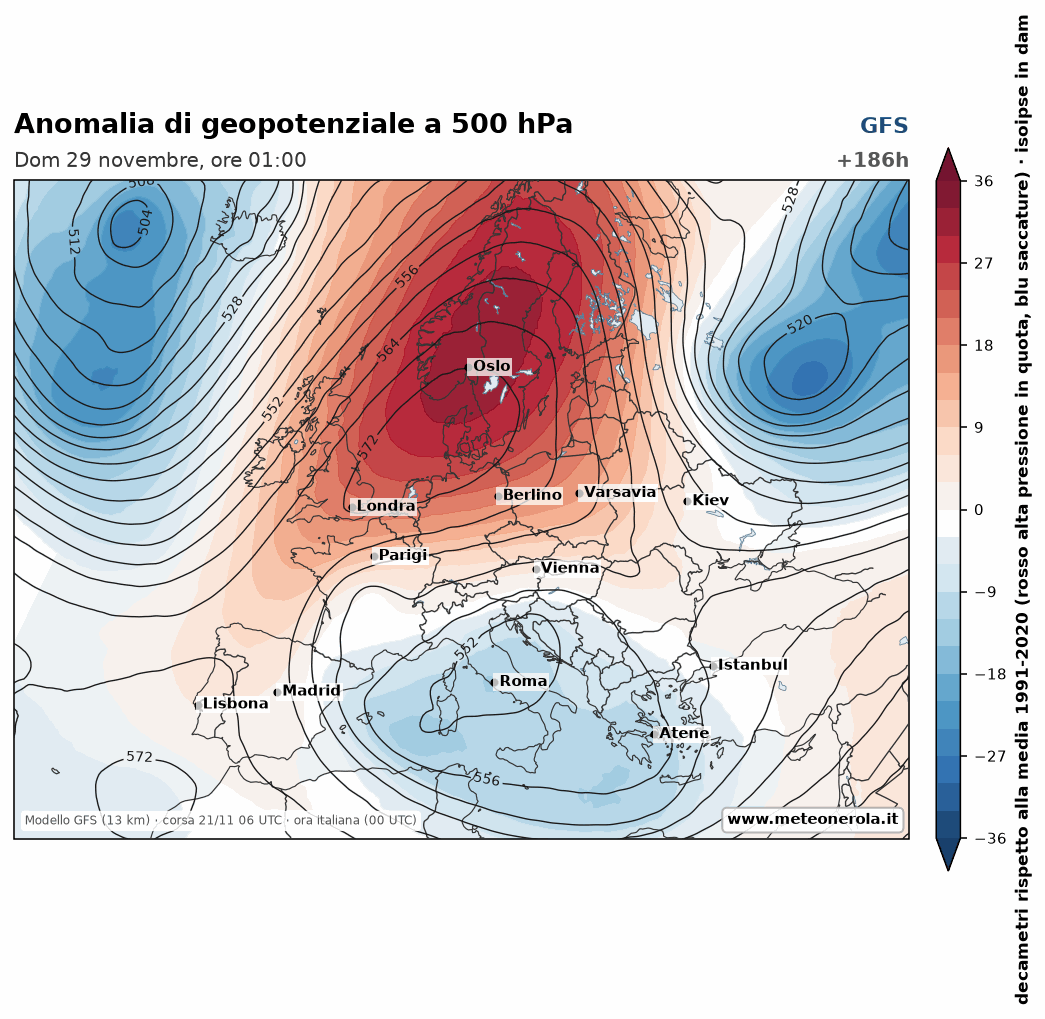 Anomalia di geopotenziale a 500 hPa
GFS
Dom 29 novembre, ore 01:00
+186h
504
512
528
556
564
552
572
528
520
Oslo
Londra
Berlino
Varsavia
Kiev
Parigi
Vienna
552
Istanbul
Roma
Madrid
Lisbona
Atene
572
556
Modello GFS (13 km) · corsa 21/11 06 UTC · ora italiana (00 UTC)
www.meteonerola.it
36
27
18
9
0
−9
−18
−27
−36
decametri rispetto alla media 1991-2020 (rosso alta pressione in quota, blu saccature) · isoipse in dam